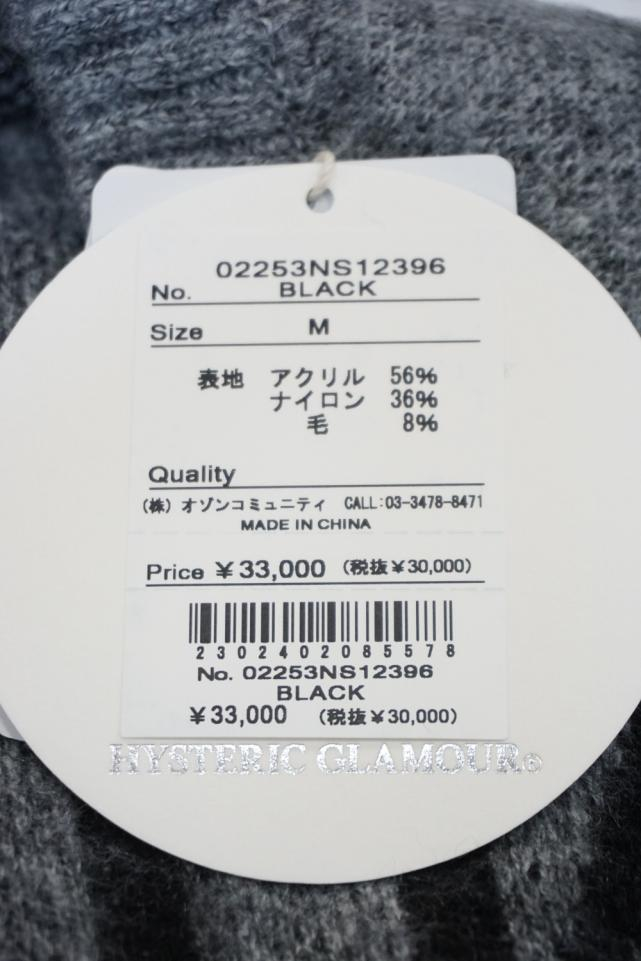 02253NS12396
No. BLACK
Size M
表地 アクリル 56%
ナイロン 36%
毛 8%
Quality
(株) オゾンコミュニティ CALL:03-3478-8471
MADE IN CHINA
Price ¥33,000 (税抜¥30,000)
2302402085578
No. 02253NS12396
BLACK
¥33,000 (税抜¥30,000)
HYSTERIC GLAMOUR®